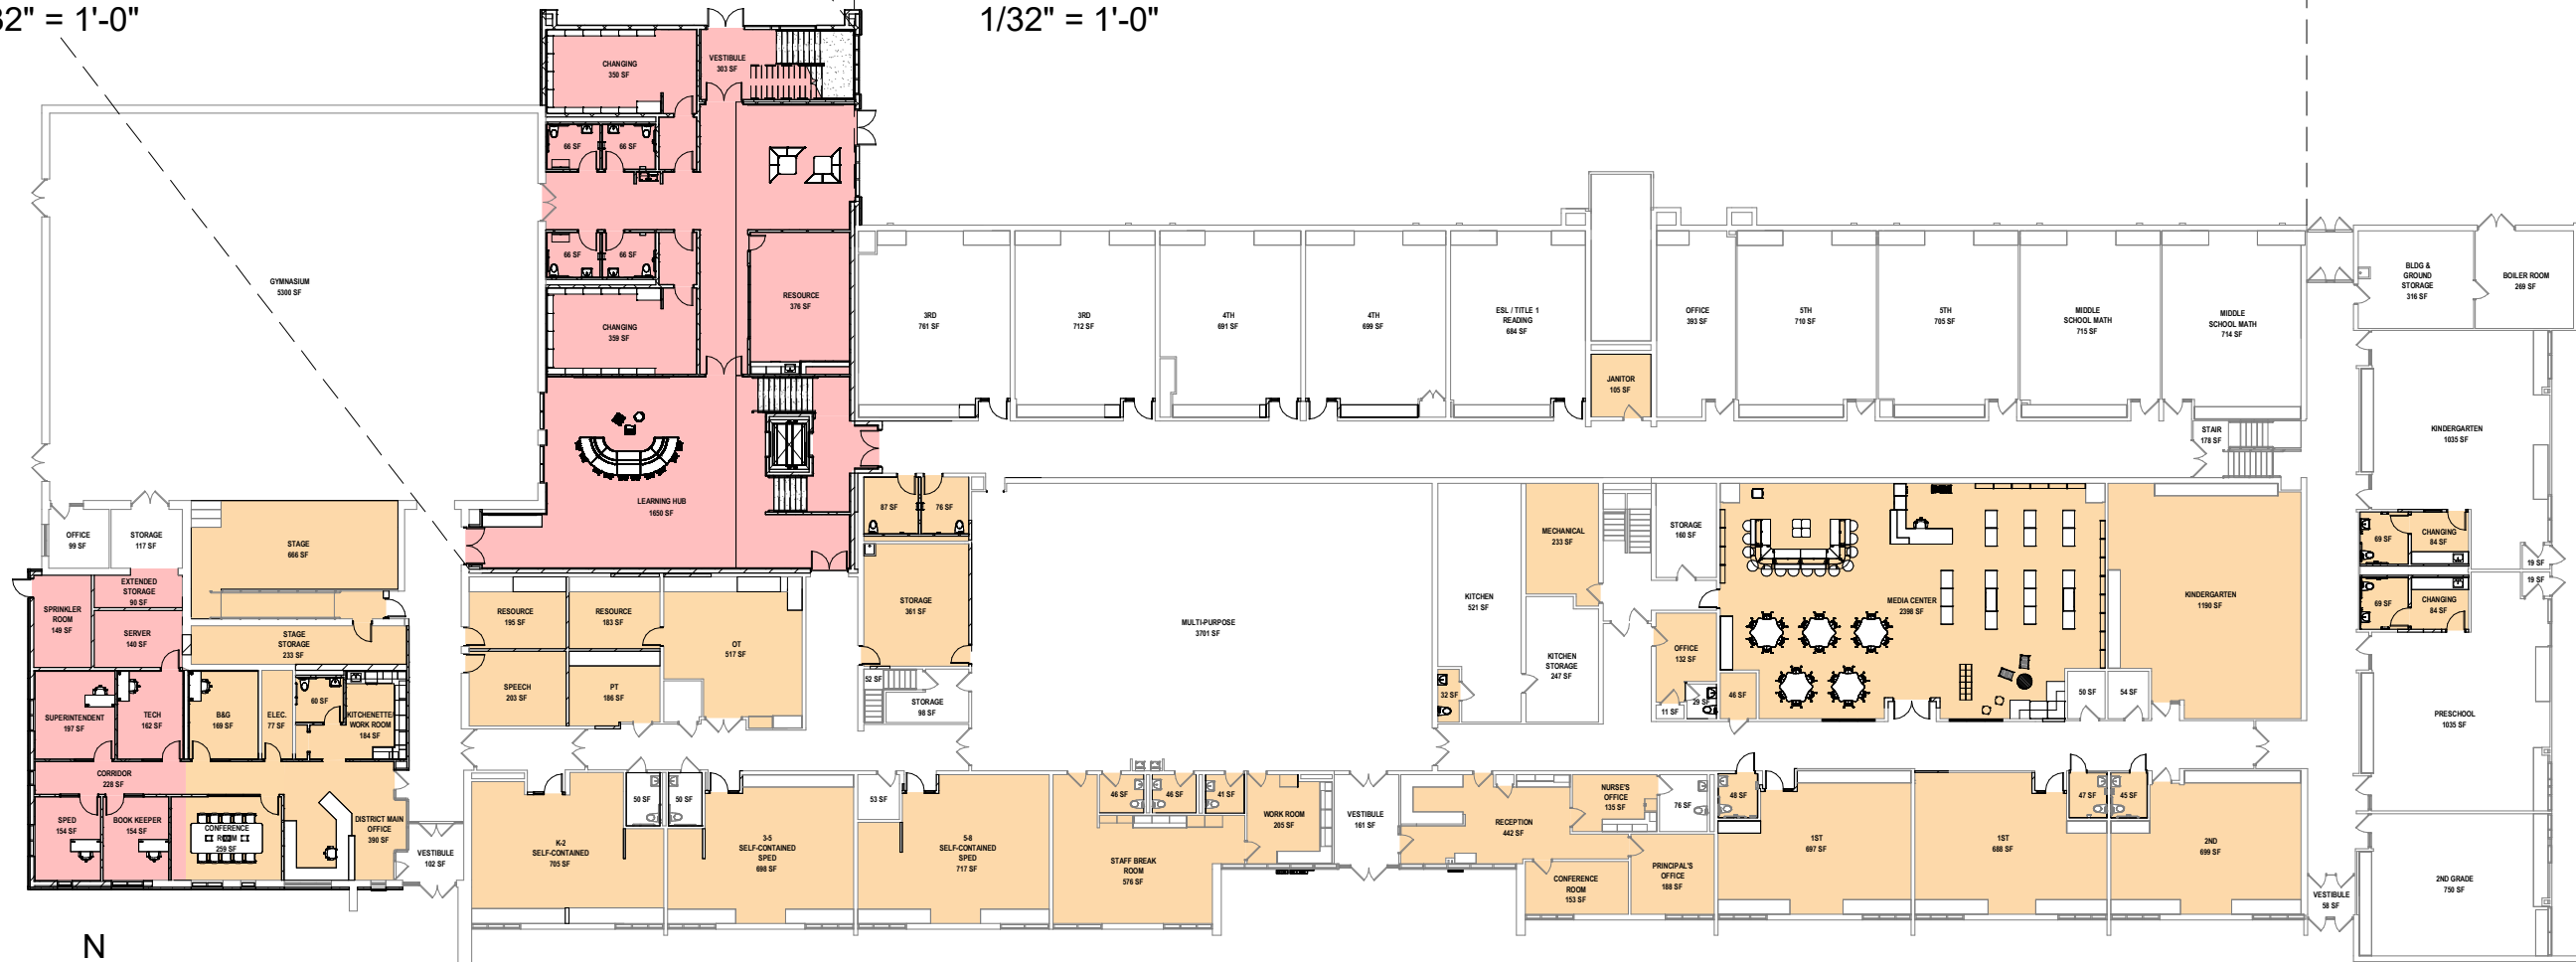 32" = 1'-0"
1/32" = 1'-0"
CHANGING
350 SF
VESTIBULE
303 SF
66 SF
66 SF
66 SF
66 SF
CHANGING
359 SF
RESOURCE
376 SF
GYMNASIUM
5300 SF
LEARNING HUB
1650 SF
3RD
761 SF
3RD
712 SF
4TH
691 SF
4TH
699 SF
ESL / TITLE 1
READING
684 SF
JANITOR
105 SF
OFFICE
393 SF
5TH
710 SF
5TH
705 SF
MIDDLE
SCHOOL MATH
715 SF
MIDDLE
SCHOOL MATH
714 SF
BLDG &
GROUND
STORAGE
316 SF
BOILER ROOM
269 SF
STAIR
178 SF
KINDERGARTEN
1035 SF
OFFICE
99 SF
STORAGE
117 SF
STAGE
666 SF
87 SF
76 SF
STORAGE
361 SF
52 SF
STORAGE
98 SF
MULTI-PURPOSE
3701 SF
KITCHEN
521 SF
32 SF
MECHANICAL
233 SF
KITCHEN
STORAGE
247 SF
STORAGE
160 SF
OFFICE
132 SF
11 SF
29 SF
46 SF
MEDIA CENTER
2398 SF
50 SF
54 SF
KINDERGARTEN
1190 SF
69 SF
CHANGING
84 SF
19 SF
19 SF
69 SF
CHANGING
84 SF
PRESCHOOL
1035 SF
SPRINKLER
ROOM
149 SF
EXTENDED
STORAGE
90 SF
SERVER
140 SF
STAGE
STORAGE
233 SF
SUPERINTENDENT
197 SF
TECH
162 SF
B&G
169 SF
ELEC.
77 SF
60 SF
KITCHENETTE/
WORK ROOM
184 SF
CORRIDOR
228 SF
SPED
154 SF
BOOK KEEPER
154 SF
CONFERENCE
ROOM
259 SF
DISTRICT MAIN
OFFICE
390 SF
VESTIBULE
102 SF
RESOURCE
195 SF
RESOURCE
183 SF
OT
517 SF
SPEECH
203 SF
PT
186 SF
K-2
SELF-CONTAINED
705 SF
50 SF
50 SF
3-5
SELF-CONTAINED
SPED
698 SF
53 SF
5-8
SELF-CONTAINED
SPED
717 SF
46 SF
46 SF
41 SF
STAFF BREAK
ROOM
576 SF
WORK ROOM
205 SF
VESTIBULE
161 SF
RECEPTION
442 SF
NURSE'S
OFFICE
135 SF
76 SF
CONFERENCE
ROOM
153 SF
PRINCIPAL'S
OFFICE
188 SF
48 SF
1ST
697 SF
1ST
688 SF
47 SF
45 SF
2ND
699 SF
VESTIBULE
58 SF
2ND GRADE
750 SF
N